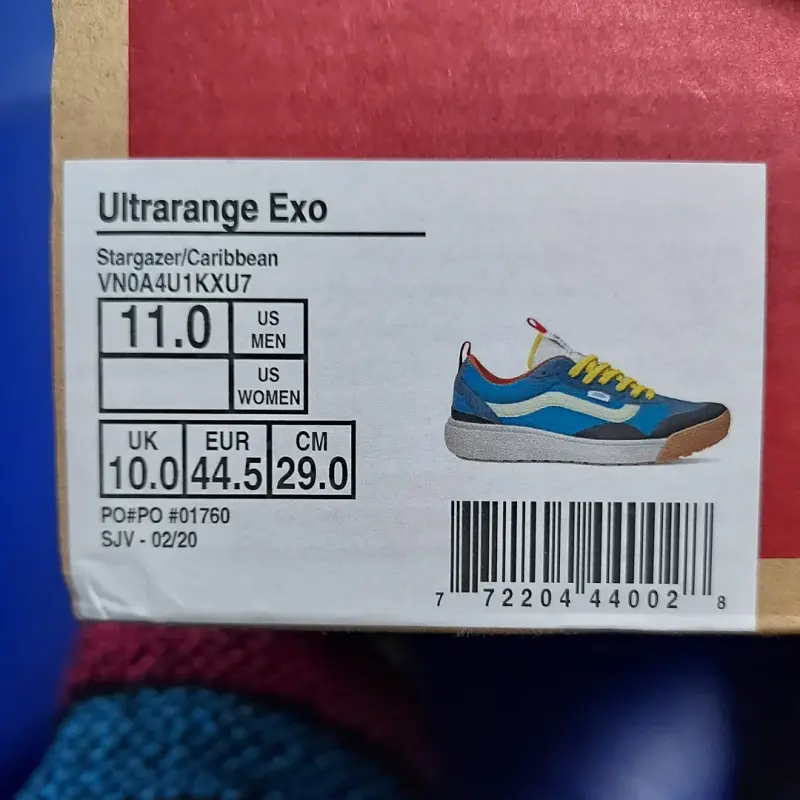 Ultrarange Exo
Stargazer/Caribbean
VN0A4U1KXU7
11.0 US MEN
US WOMEN
UK EUR CM
10.0 44.5 29.0
PO#PO #01760
SJV - 02/20
7 72204 44002 8